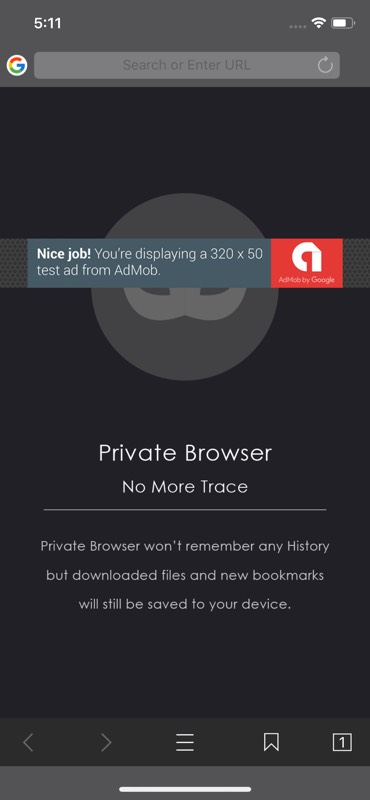 5:11
Search or Enter URL
Nice job! You're displaying a 320 x 50
test ad from AdMob.
AdMob by Google
Private Browser
No More Trace
Private Browser won't remember any History
but downloaded files and new bookmarks
will still be saved to your device.
1